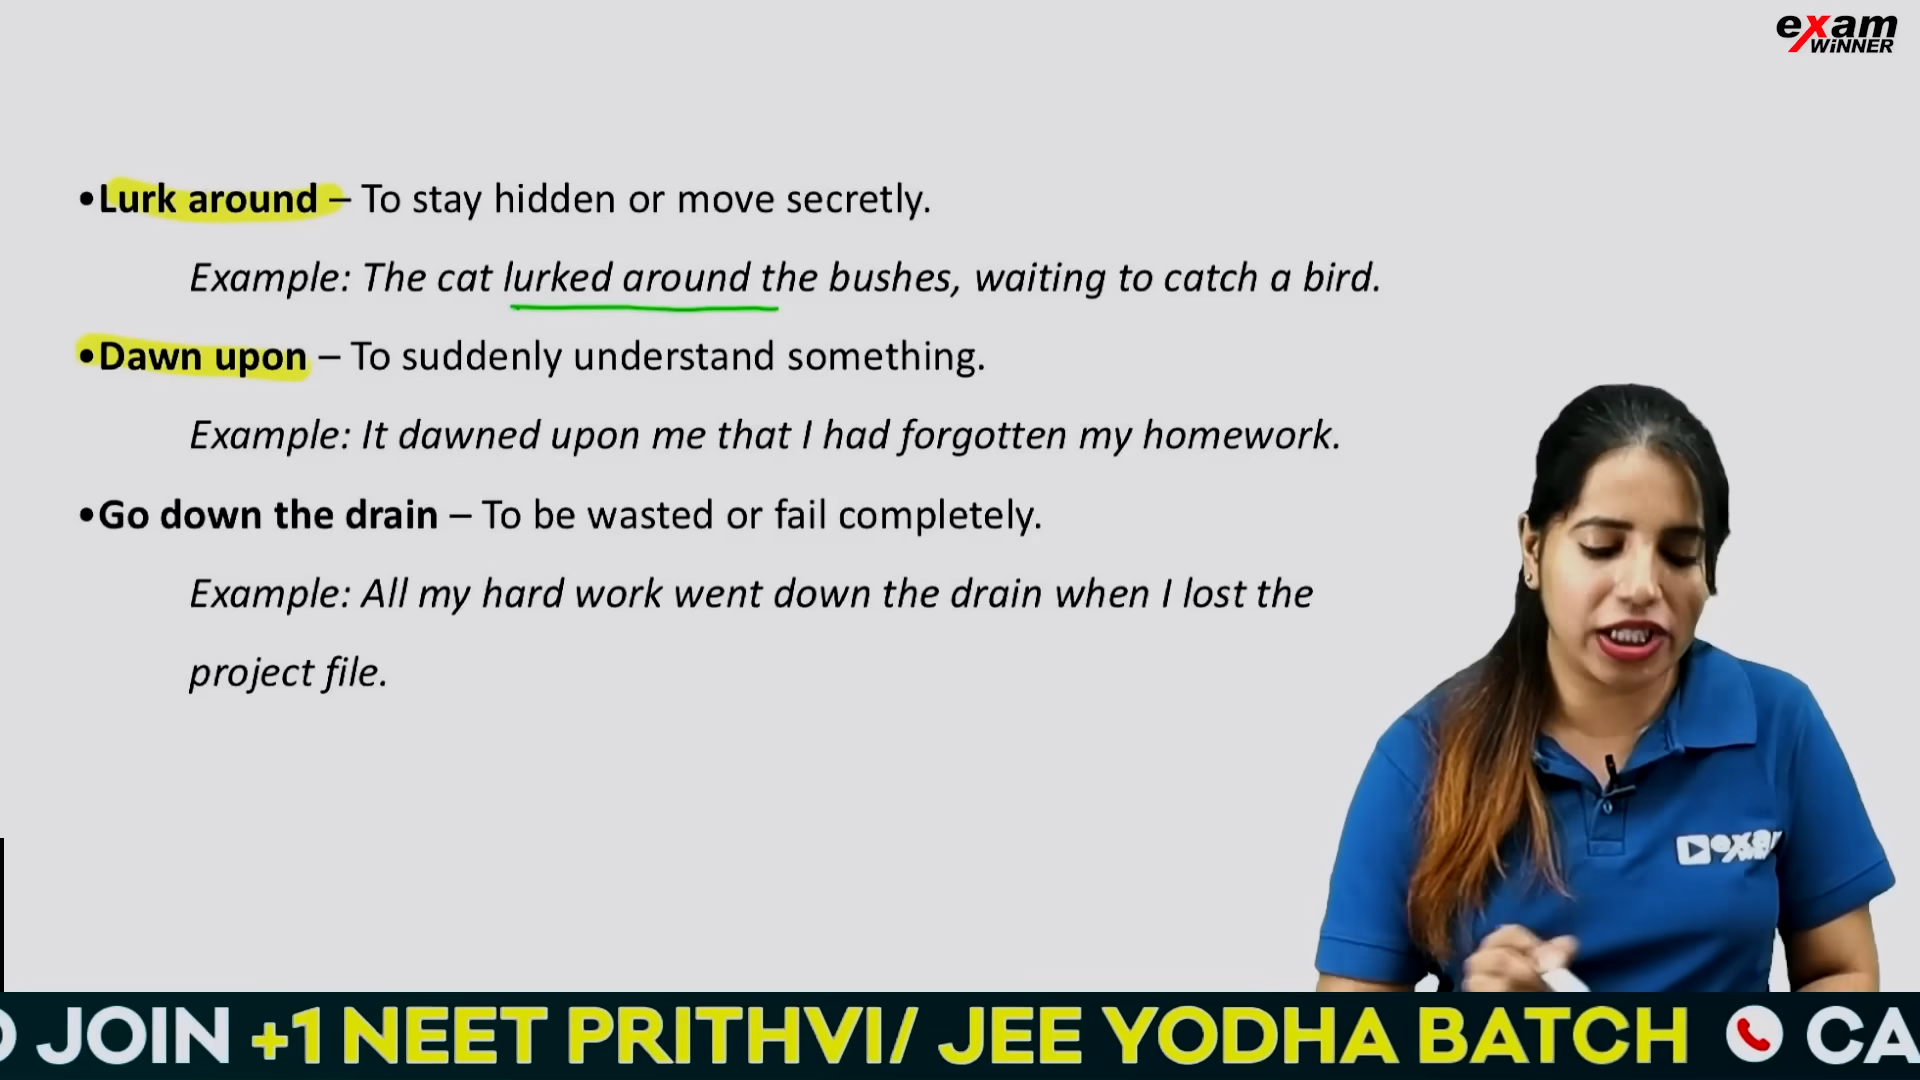 exam
WiNNER
•Lurk around – To stay hidden or move secretly.
Example: The cat lurked around the bushes, waiting to catch a bird.
•Dawn upon – To suddenly understand something.
Example: It dawned upon me that I had forgotten my homework.
•Go down the drain – To be wasted or fail completely.
Example: All my hard work went down the drain when I lost the
project file.
JOIN +1 NEET PRITHVI/ JEE YODHA BATCH CA